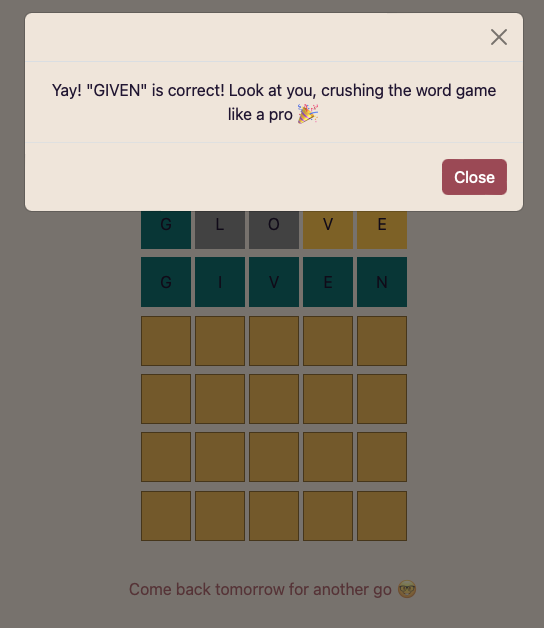 Yay! "GIVEN" is correct! Look at you, crushing the word game
like a pro 🎉
Close
G L O V E
G I V E N
Come back tomorrow for another go 🤓